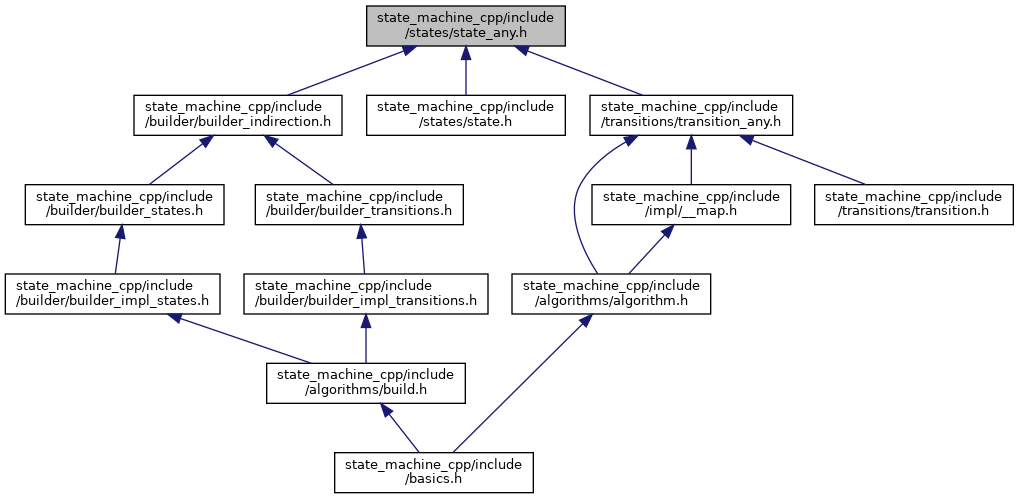 state_machine_cpp/include
/states/state_any.h
state_machine_cpp/include
/builder/builder_indirection.h
state_machine_cpp/include
/states/state.h
state_machine_cpp/include
/transitions/transition_any.h
state_machine_cpp/include
/builder/builder_states.h
state_machine_cpp/include
/builder/builder_transitions.h
state_machine_cpp/include
/impl/__map.h
state_machine_cpp/include
/transitions/transition.h
state_machine_cpp/include
/builder/builder_impl_states.h
state_machine_cpp/include
/builder/builder_impl_transitions.h
state_machine_cpp/include
/algorithms/algorithm.h
state_machine_cpp/include
/algorithms/build.h
state_machine_cpp/include
/basics.h